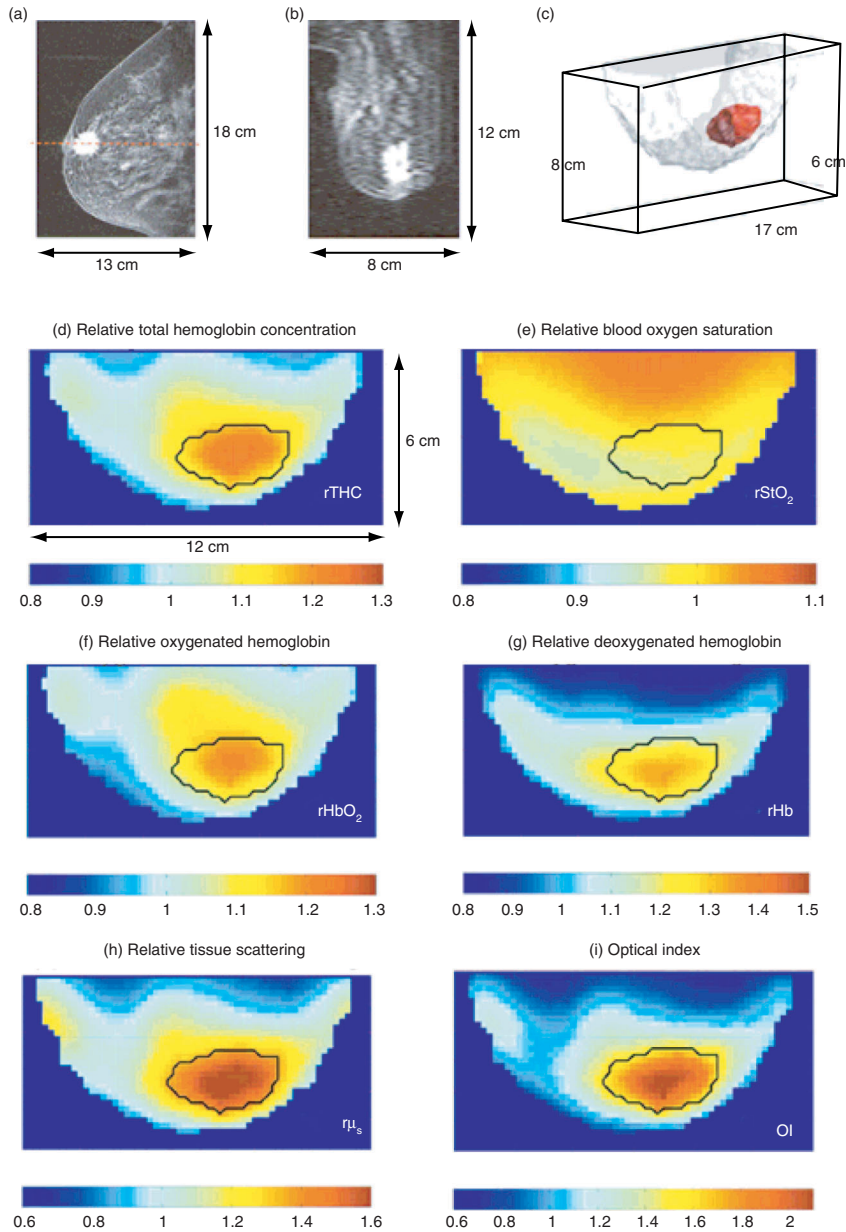 (a)
(b)
(c)
18 cm
13 cm
12 cm
8 cm
8 cm
6 cm
17 cm
(d) Relative total hemoglobin concentration
(e) Relative blood oxygen saturation
rTHC
6 cm
rStO₂
12 cm
0.8 0.9 1 1.1 1.2 1.3
0.8 0.9 1 1.1
(f) Relative oxygenated hemoglobin
(g) Relative deoxygenated hemoglobin
rHbO₂
rHb
0.8 0.9 1 1.1 1.2 1.3
0.8 0.9 1 1.1 1.2 1.3 1.4 1.5
(h) Relative tissue scattering
(i) Optical index
rμₛ
OI
0.6 0.8 1 1.2 1.4 1.6
0.6 0.8 1 1.2 1.4 1.6 1.8 2